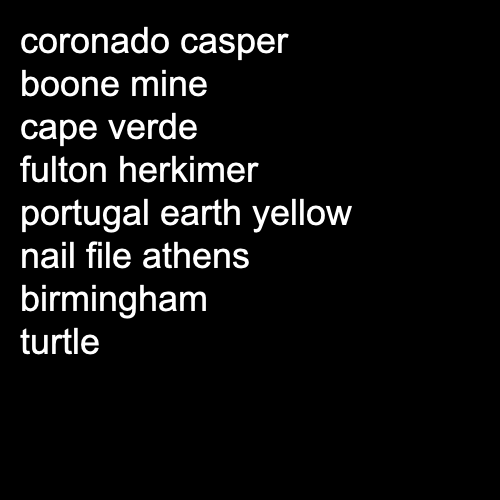 coronado casper
boone mine
cape verde
fulton herkimer
portugal earth yellow
nail file athens
birmingham
turtle